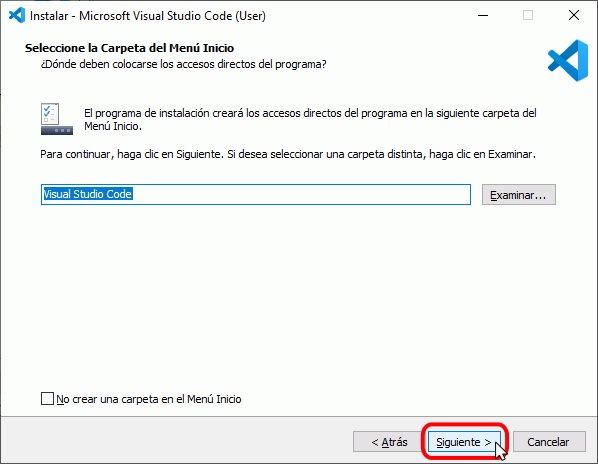 Instalar - Microsoft Visual Studio Code (User)
Seleccione la Carpeta del Menú Inicio
¿Dónde deben colocarse los accesos directos del programa?
El programa de instalación creará los accesos directos del programa en la siguiente carpeta del
Menú Inicio.
Para continuar, haga clic en Siguiente. Si desea seleccionar una carpeta distinta, haga clic en Examinar.
Visual Studio Code
Examinar...
No crear una carpeta en el Menú Inicio
< Atrás
Siguiente >
Cancelar